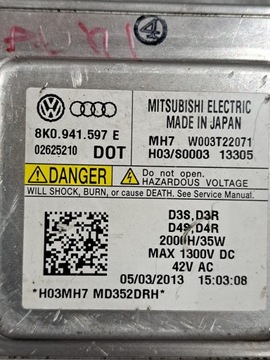 AUDI 4
MITSUBISHI ELECTRIC
MADE IN JAPAN
8K0.941.597 E
MH7 W003T22071
02625210 DOT
H03/S0003 13305
DANGER
Do not open.
HAZARDOUS VOLTAGE
WILL SHOCK, BURN, or cause DEATH. See Service Manual.
D3S,D3R
D4S,D4R
2000H/35W
MAX 1300V DC
42V AC
05/03/2013 15:03:08
*H03MH7 MD352DRH*